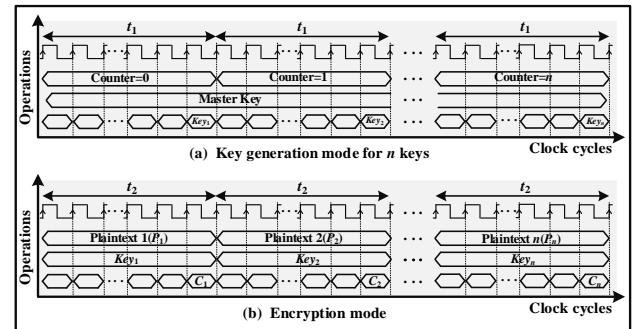 t1 t1 t1
Operations
Counter=0 Counter=1 Counter=n
Master Key
Key1 Key2 Keyn
Clock cycles
(a) Key generation mode for n keys
t2 t2 t2
Operations
Plaintext 1(P1) Plaintext 2(P2) Plaintext n(Pn)
Key1 Key2 Keyn
C1 C2 Cn
Clock cycles
(b) Encryption mode